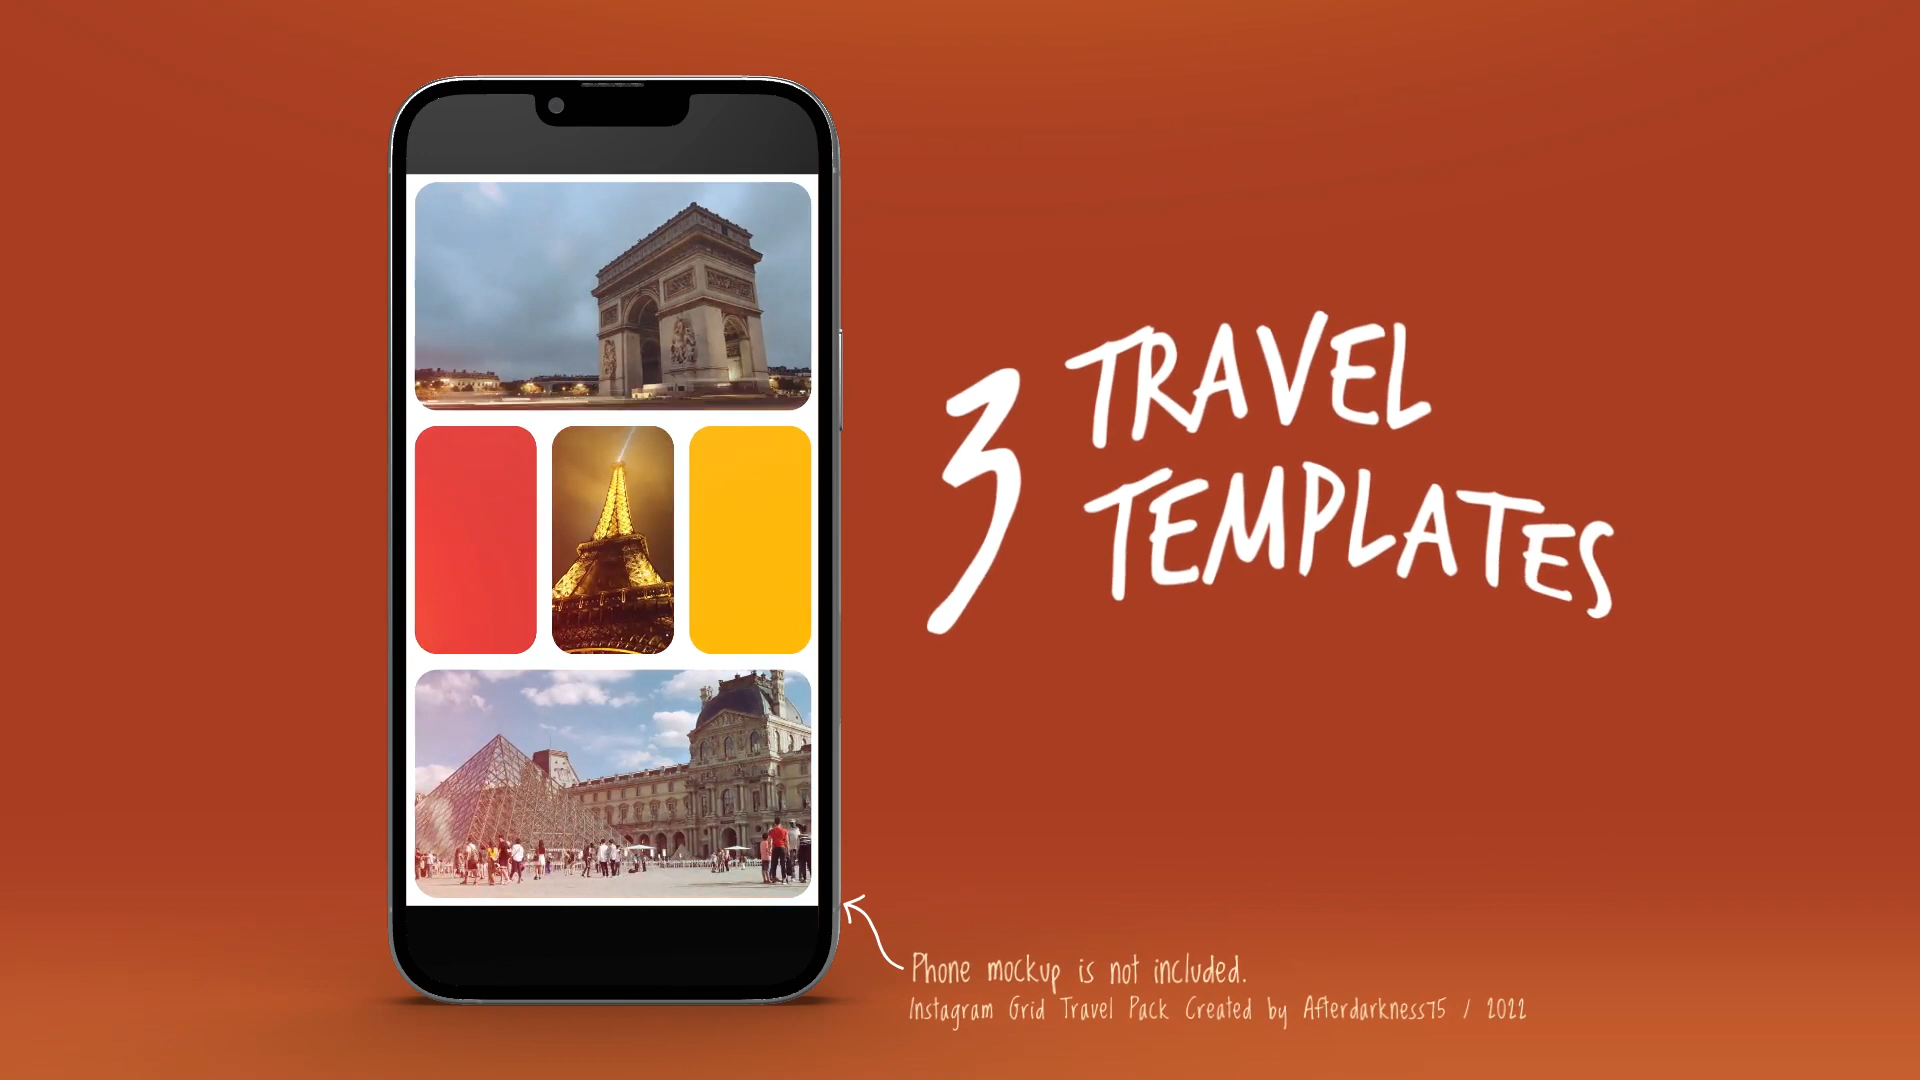 3 TRAVEL
TEMPLATES
Phone mockup is not included.
Instagram Grid Travel Pack Created by Afterdarkness75 / 2022